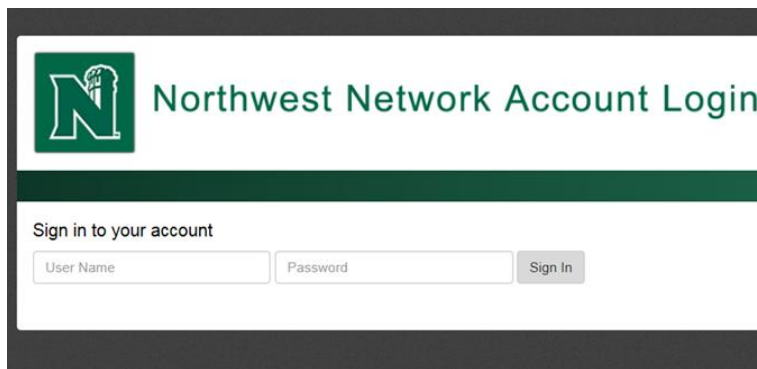 N
Northwest Network Account Login
Sign in to your account
User Name Password Sign In